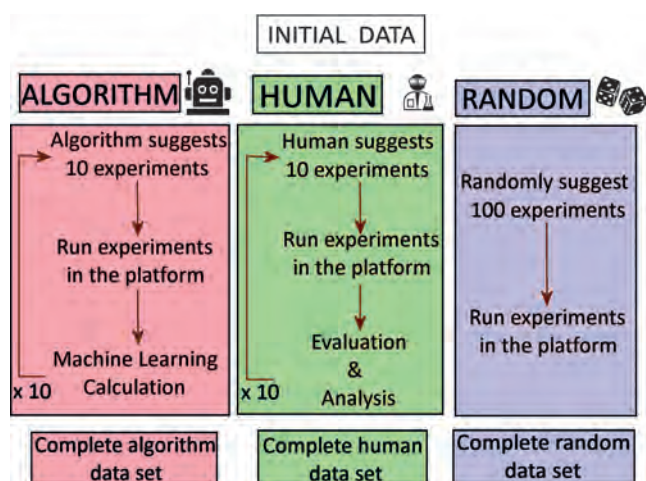 INITIAL DATA
ALGORITHM
HUMAN
RANDOM
Algorithm suggests
10 experiments
Run experiments
in the platform
Machine Learning
Calculation
x 10
Human suggests
10 experiments
Run experiments
in the platform
Evaluation
&
Analysis
x 10
Randomly suggest
100 experiments
Run experiments
in the platform
Complete algorithm
data set
Complete human
data set
Complete random
data set